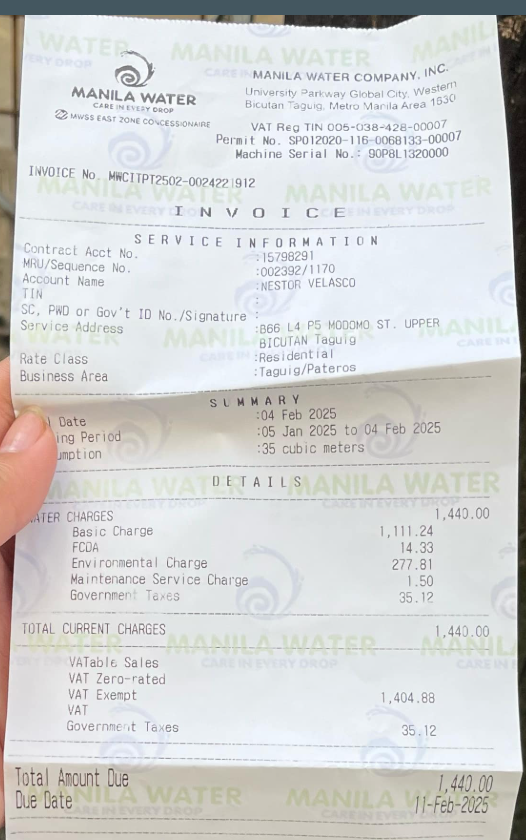 MANILA WATER
CARE IN EVERY DROP
MWSS EAST ZONE CONCESSIONAIRE
MANILA WATER COMPANY, INC.
University Parkway Global City, Western
Bicutan Taguig, Metro Manila Area 1630
VAT Reg TIN 005-038-428-00007
Permit No. SP012020-116-0068133-00007
Machine Serial No.: 90P8L1320000
INVOICE No. MWCITPT2502-0024221912
INVOICE
SERVICE INFORMATION
Contract Acct No. :15798291
MRU/Sequence No. :002392/1170
Account Name :NESTOR VELASCO
TIN :
SC, PWD or Gov't ID No./Signature :
Service Address :B66 L4 P5 MODOMO ST. UPPER
BICUTAN Taguig
Rate Class :Residential
Business Area :Taguig/Pateros
SUMMARY
Date :04 Feb 2025
ing Period :05 Jan 2025 to 04 Feb 2025
umption :35 cubic meters
DETAILS
ATER CHARGES 1,440.00
Basic Charge 1,111.24
FCDA 14.33
Environmental Charge 277.81
Maintenance Service Charge 1.50
Government Taxes 35.12
TOTAL CURRENT CHARGES 1,440.00
VATable Sales
VAT Zero-rated
VAT Exempt 1,404.88
VAT
Government Taxes 35.12
Total Amount Due 1,440.00
Due Date 11-Feb-2025